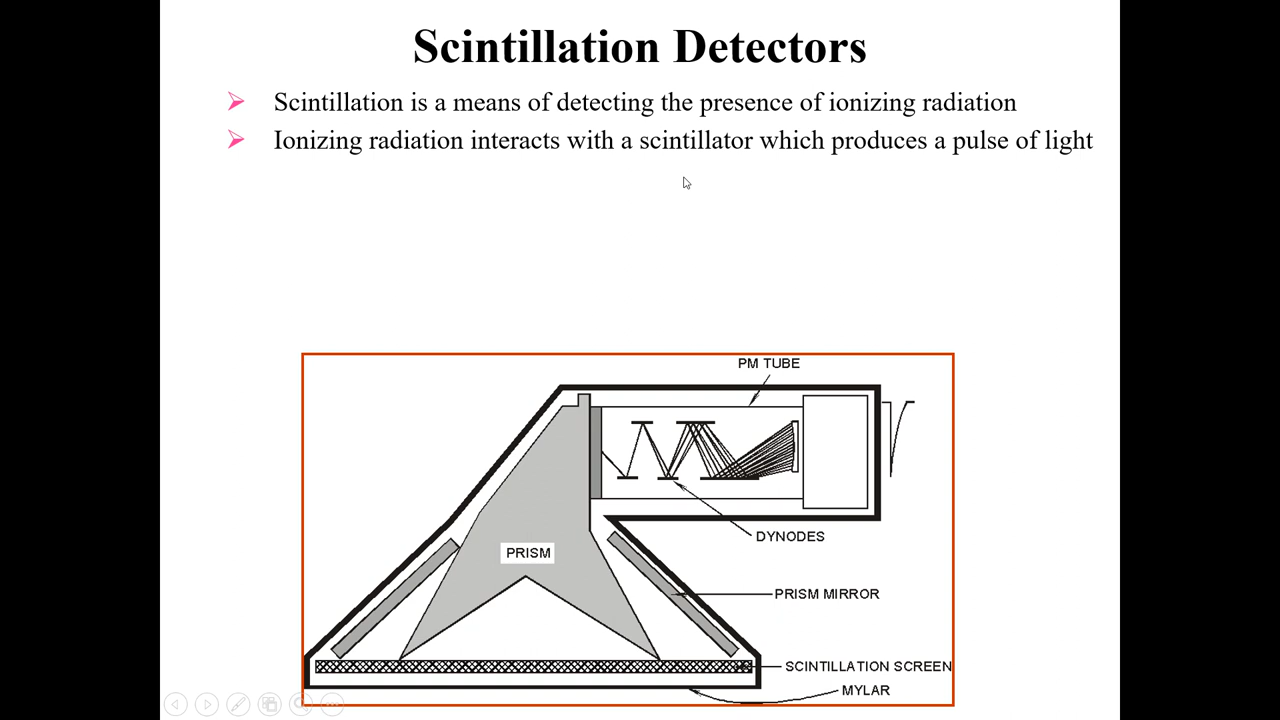 Scintillation Detectors
Scintillation is a means of detecting the presence of ionizing radiation
Ionizing radiation interacts with a scintillator which produces a pulse of light
PM TUBE
DYNODES
PRISM
PRISM MIRROR
SCINTILLATION SCREEN
MYLAR